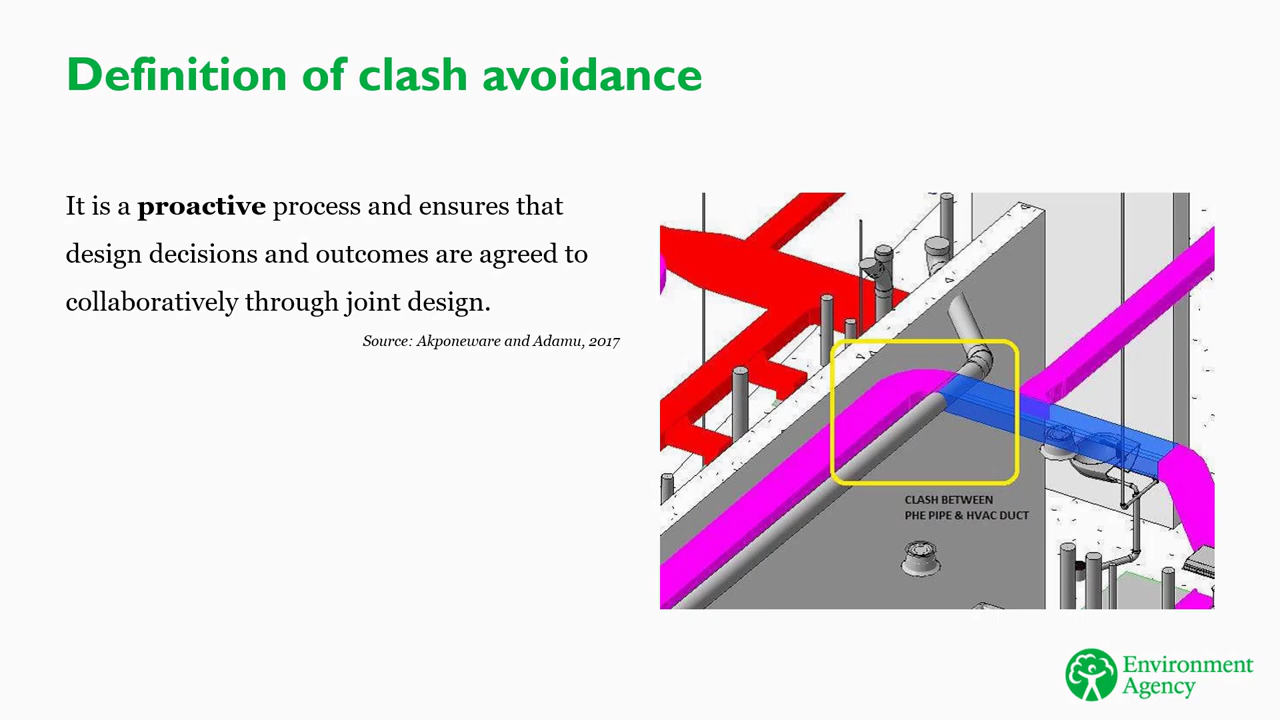 Definition of clash avoidance
It is a proactive process and ensures that
design decisions and outcomes are agreed to
collaboratively through joint design.
Source: Akponeware and Adamu, 2017
CLASH BETWEEN
PHE PIPE & HVAC DUCT
Environment
Agency